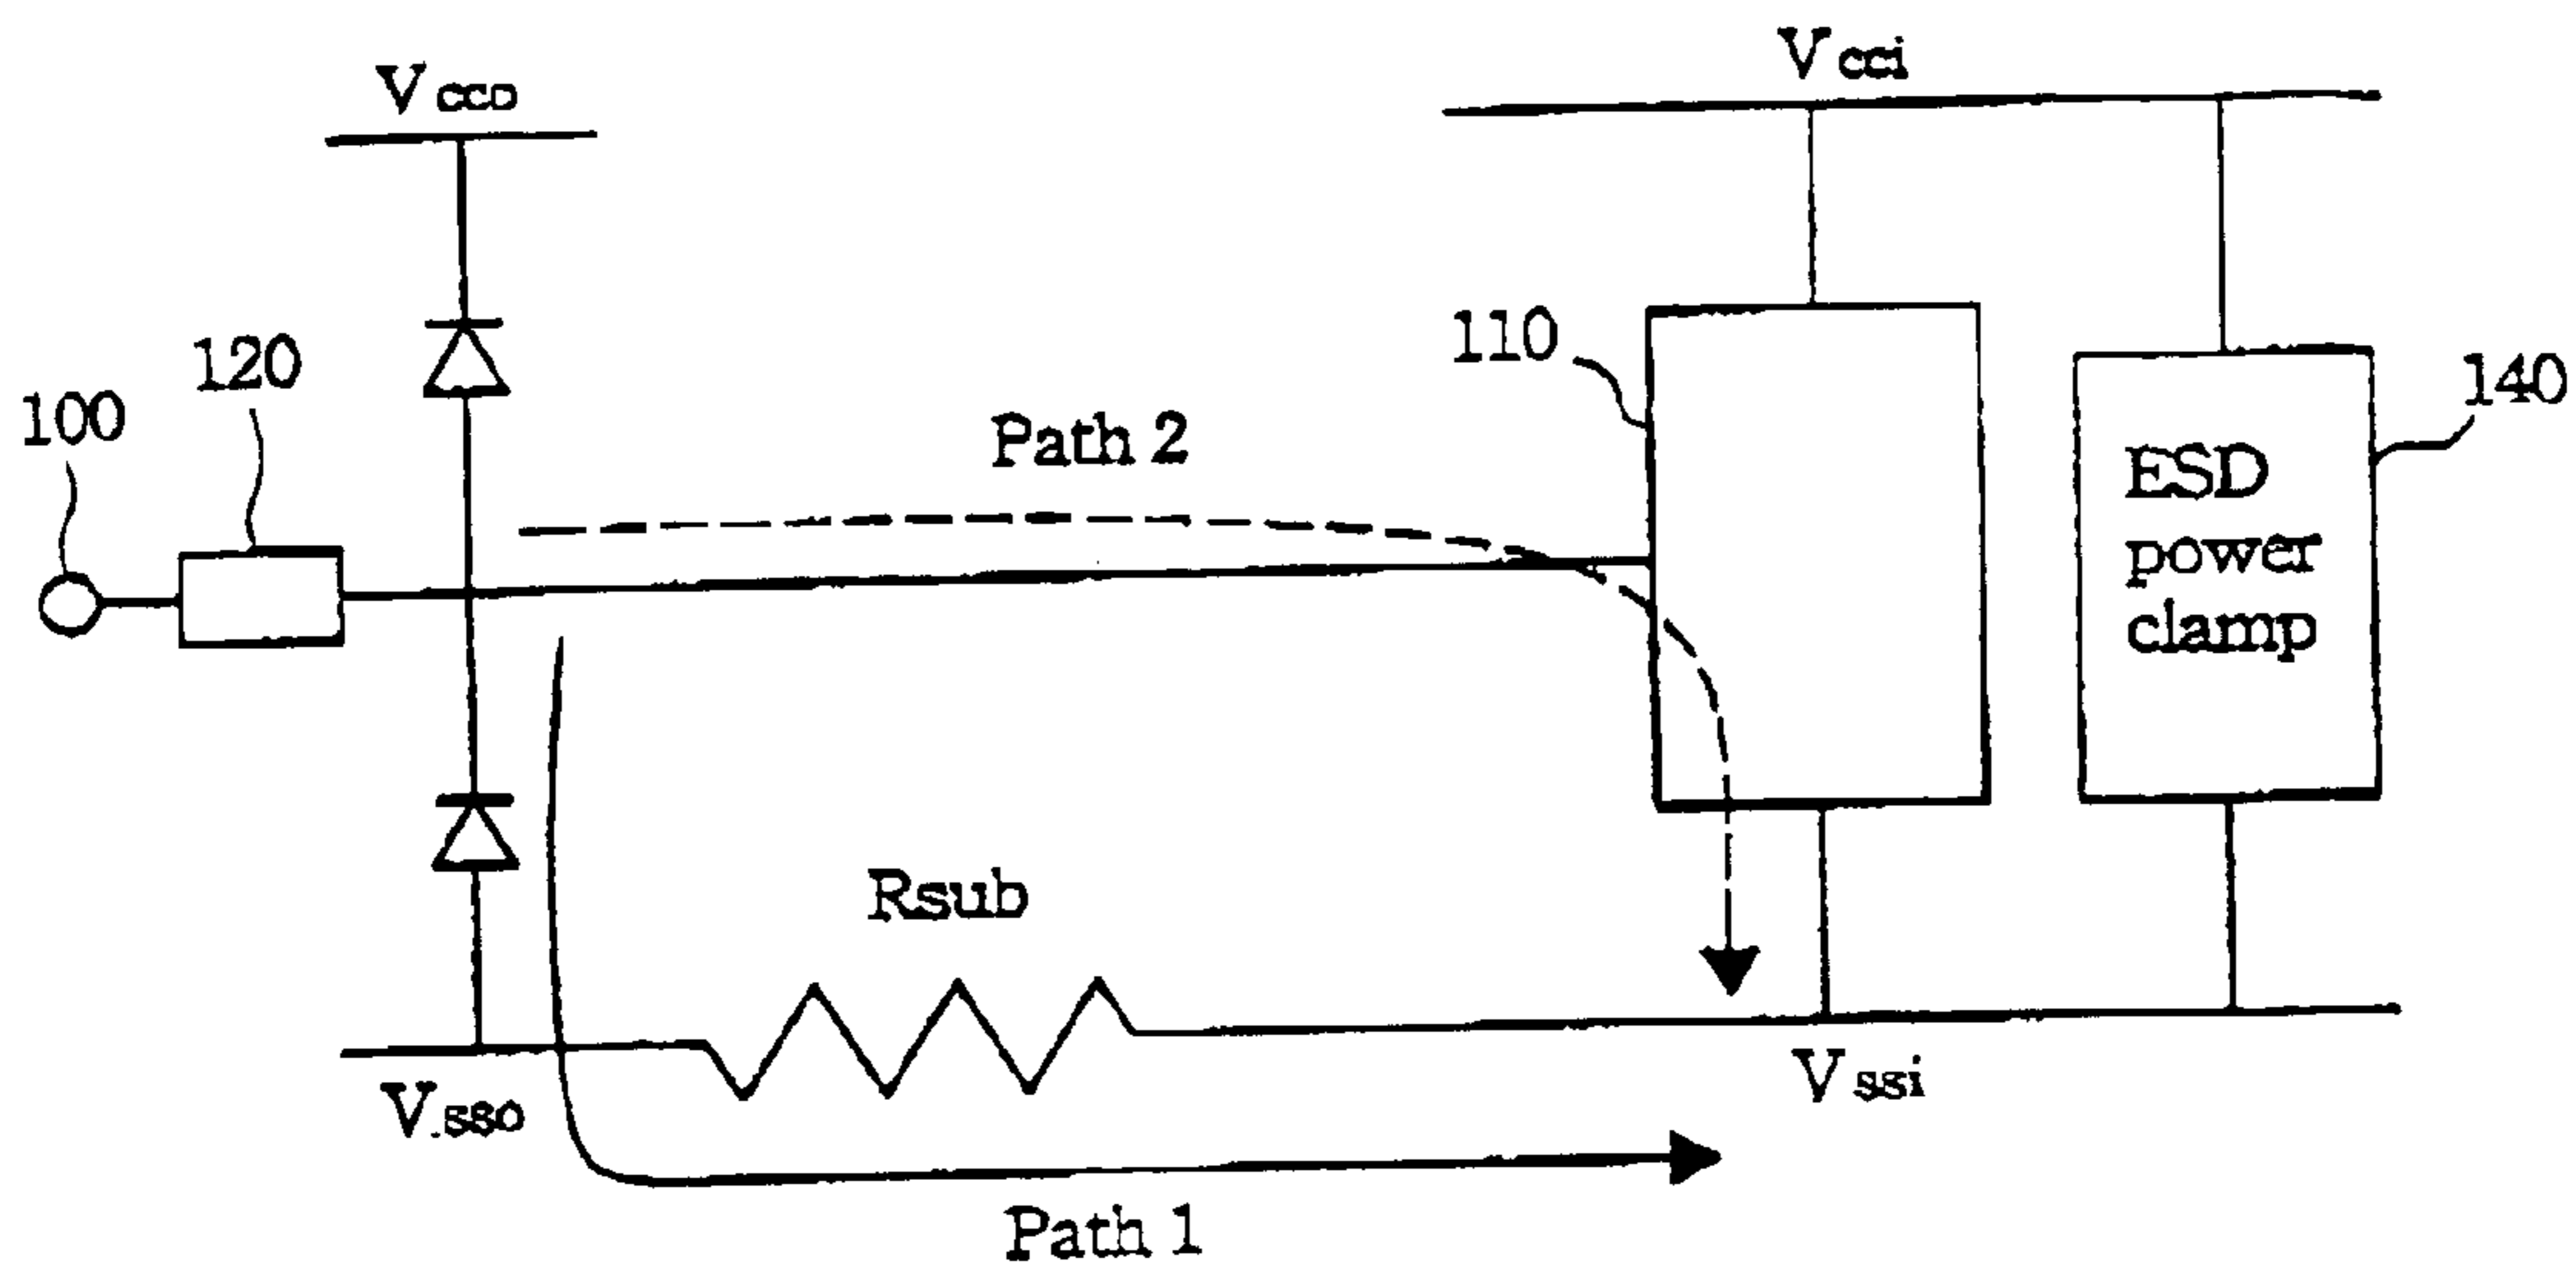 Vcco
Vcci
120
100
110
140
Path 2
ESD
power
clamp
Rsub
Vsso
Vssi
Path 1